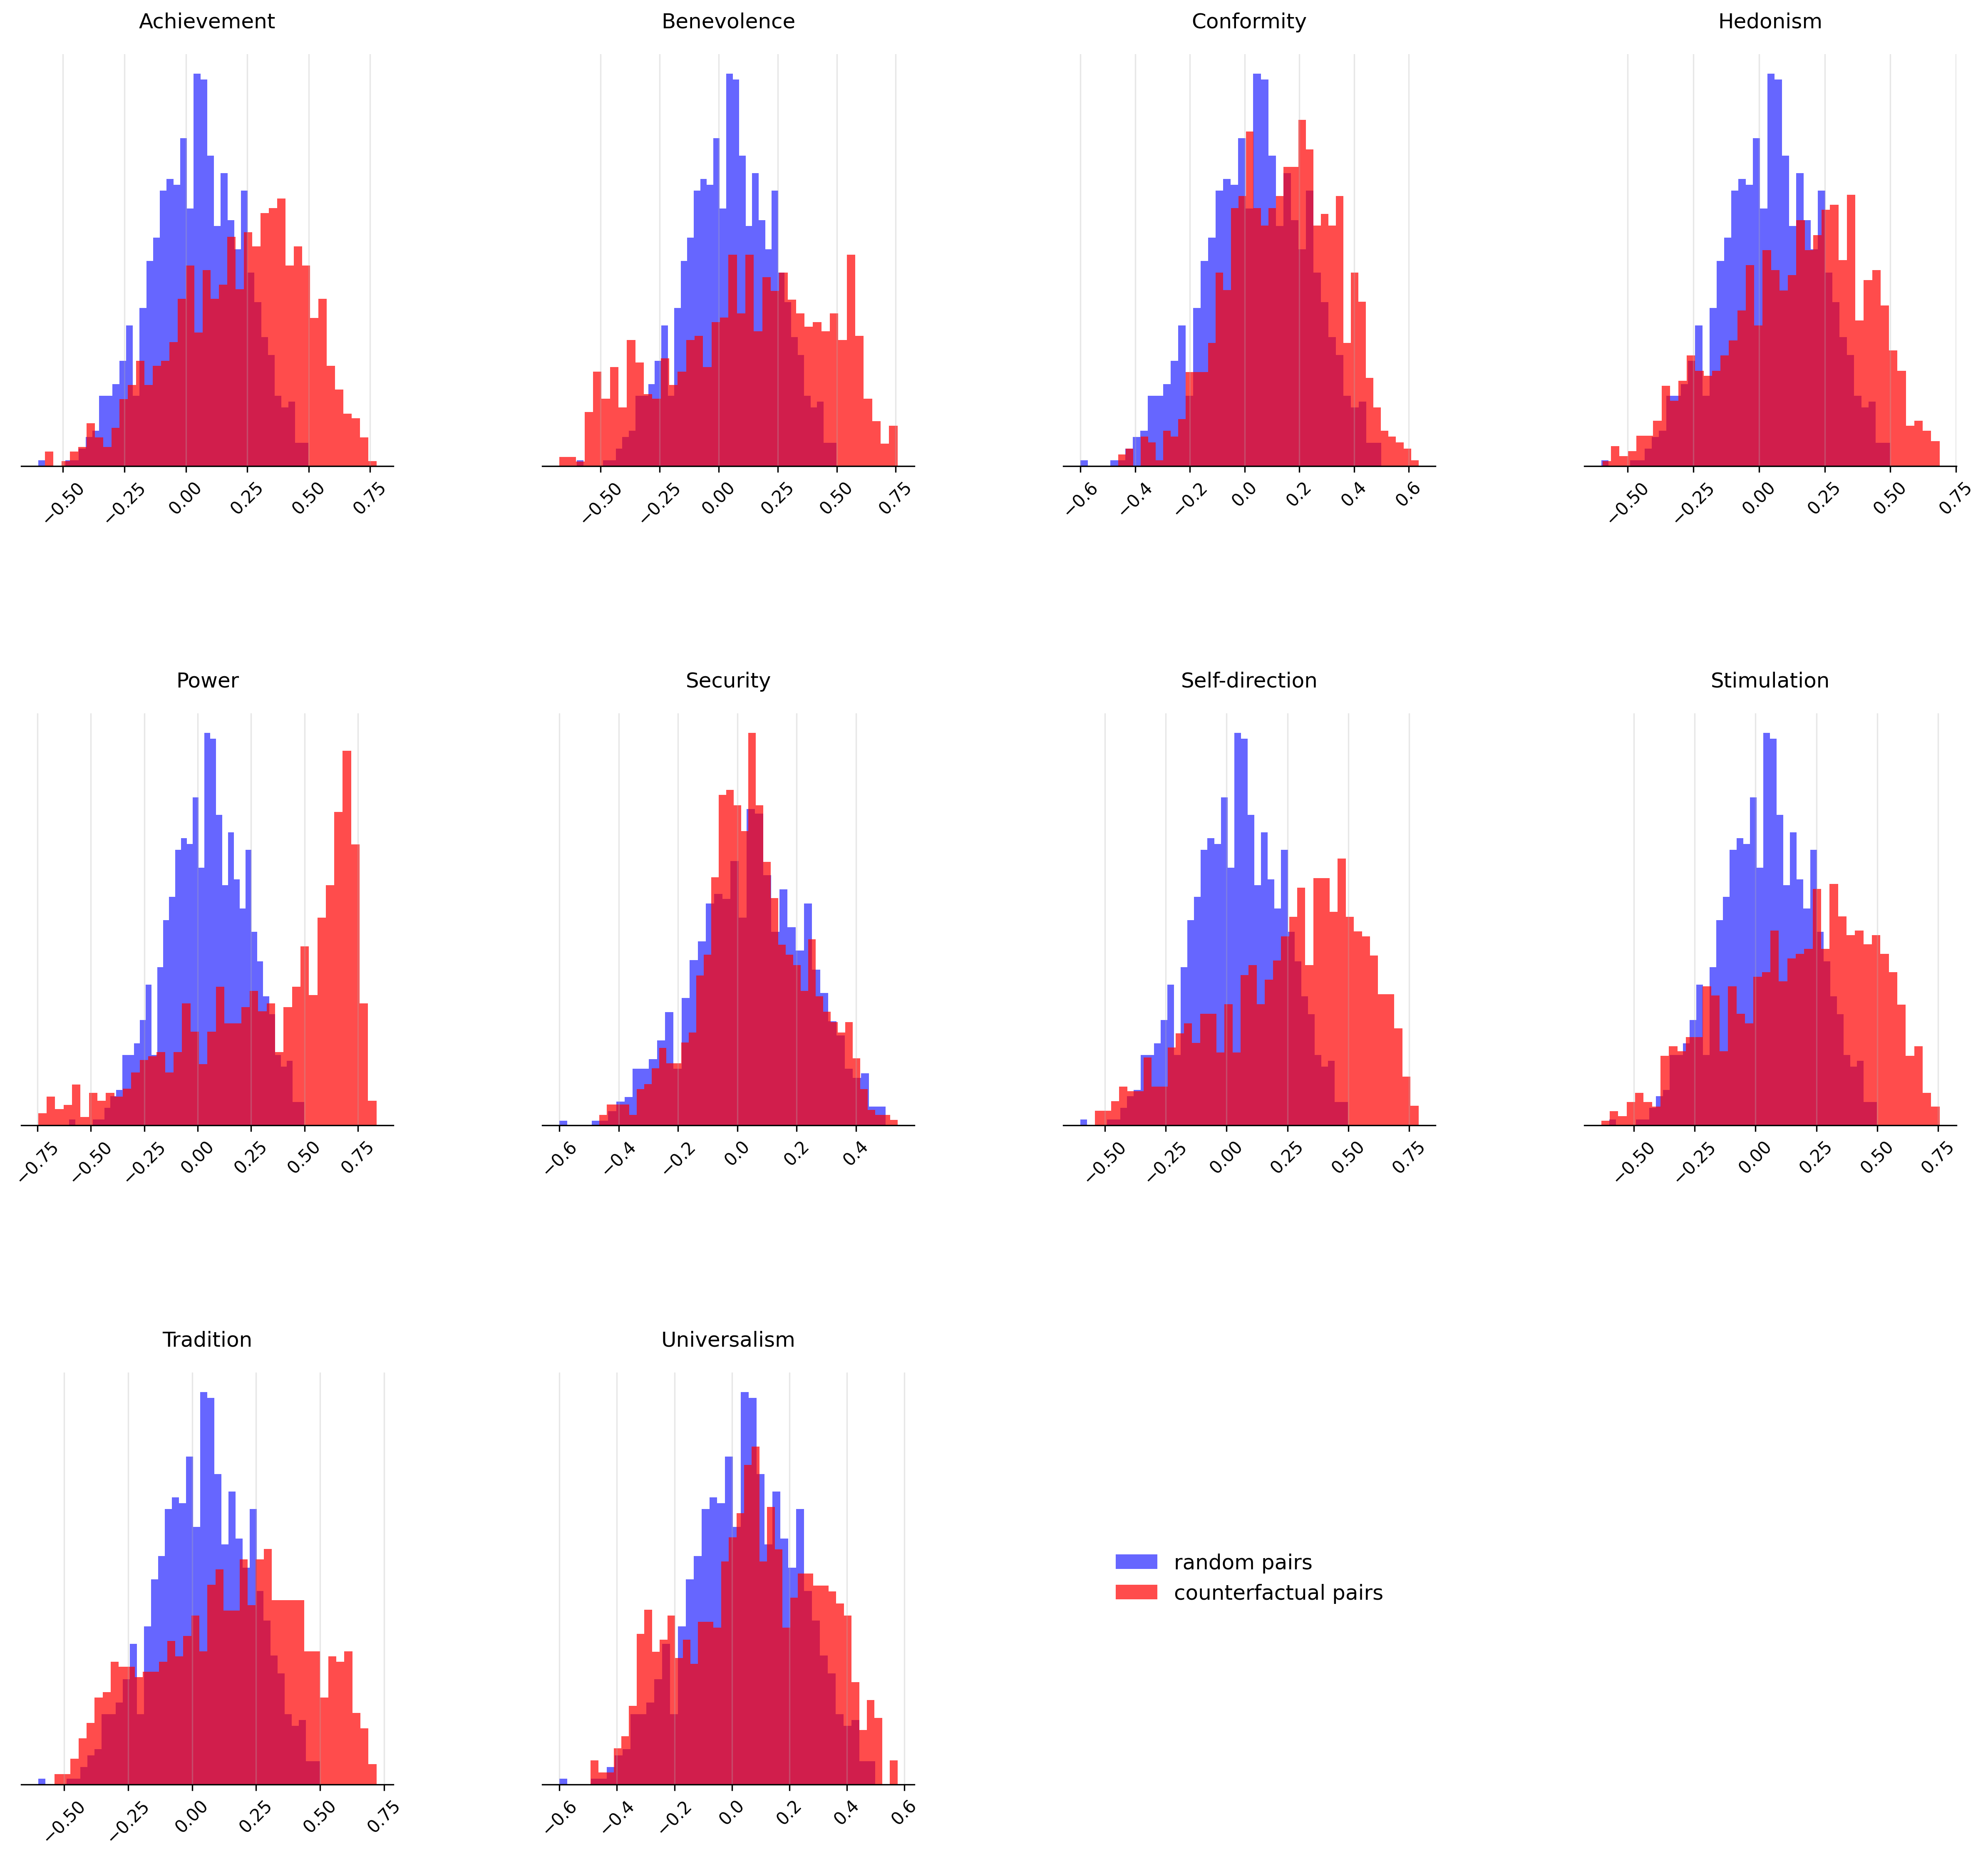 Achievement
Benevolence
Conformity
Hedonism
−0.50 −0.25 0.00 0.25 0.50 0.75
−0.50 −0.25 0.00 0.25 0.50 0.75
−0.6 −0.4 −0.2 0.0 0.2 0.4 0.6
−0.50 −0.25 0.00 0.25 0.50 0.75
Power
Security
Self-direction
Stimulation
−0.75 −0.50 −0.25 0.00 0.25 0.50 0.75
−0.6 −0.4 −0.2 0.0 0.2 0.4
−0.50 −0.25 0.00 0.25 0.50 0.75
−0.50 −0.25 0.00 0.25 0.50 0.75
Tradition
Universalism
random pairs
counterfactual pairs
−0.50 −0.25 0.00 0.25 0.50 0.75
−0.6 −0.4 −0.2 0.0 0.2 0.4 0.6